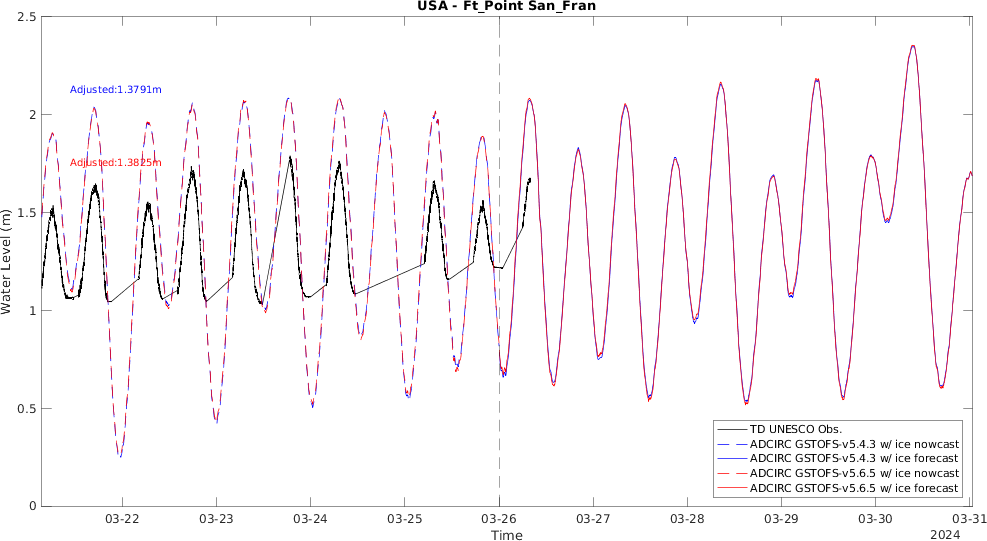 USA - Ft_Point San_Fran
2.5
2
1.5
1
0.5
0
Water Level (m)
Adjusted:1.3791m
Adjusted:1.3825m
TD UNESCO Obs.
ADCIRC GSTOFS-v5.4.3 w/ ice nowcast
ADCIRC GSTOFS-v5.4.3 w/ ice forecast
ADCIRC GSTOFS-v5.6.5 w/ ice nowcast
ADCIRC GSTOFS-v5.6.5 w/ ice forecast
03-22 03-23 03-24 03-25 03-26 03-27 03-28 03-29 03-30 03-31
Time
2024